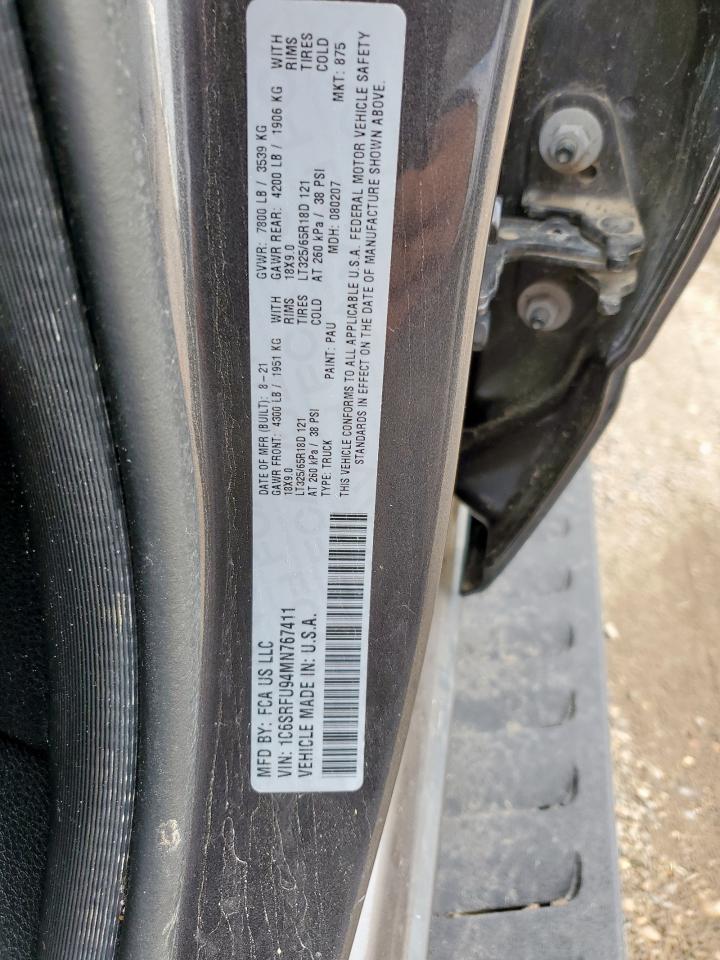 MFD BY: FCA US LLC
DATE OF MFR (BUILT): 8-21
GVWR: 7800 LB / 3539 KG
VIN: 1C6SRFU94MN767411
GAWR FRONT: 4300 LB / 1951 KG WITH
GAWR REAR: 4200 LB / 1906 KG WITH
VEHICLE MADE IN: U.S.A.
18X9.0 RIMS
18X9.0 RIMS
LT325/65R18D 121 TIRES
LT325/65R18D 121 TIRES
AT 260 kPa / 38 PSI COLD
AT 260 kPa / 38 PSI COLD
TYPE: TRUCK PAINT: PAU MDH: 080207 MKT: 875
THIS VEHICLE CONFORMS TO ALL APPLICABLE U.S.A. FEDERAL MOTOR VEHICLE SAFETY
STANDARDS IN EFFECT ON THE DATE OF MANUFACTURE SHOWN ABOVE.